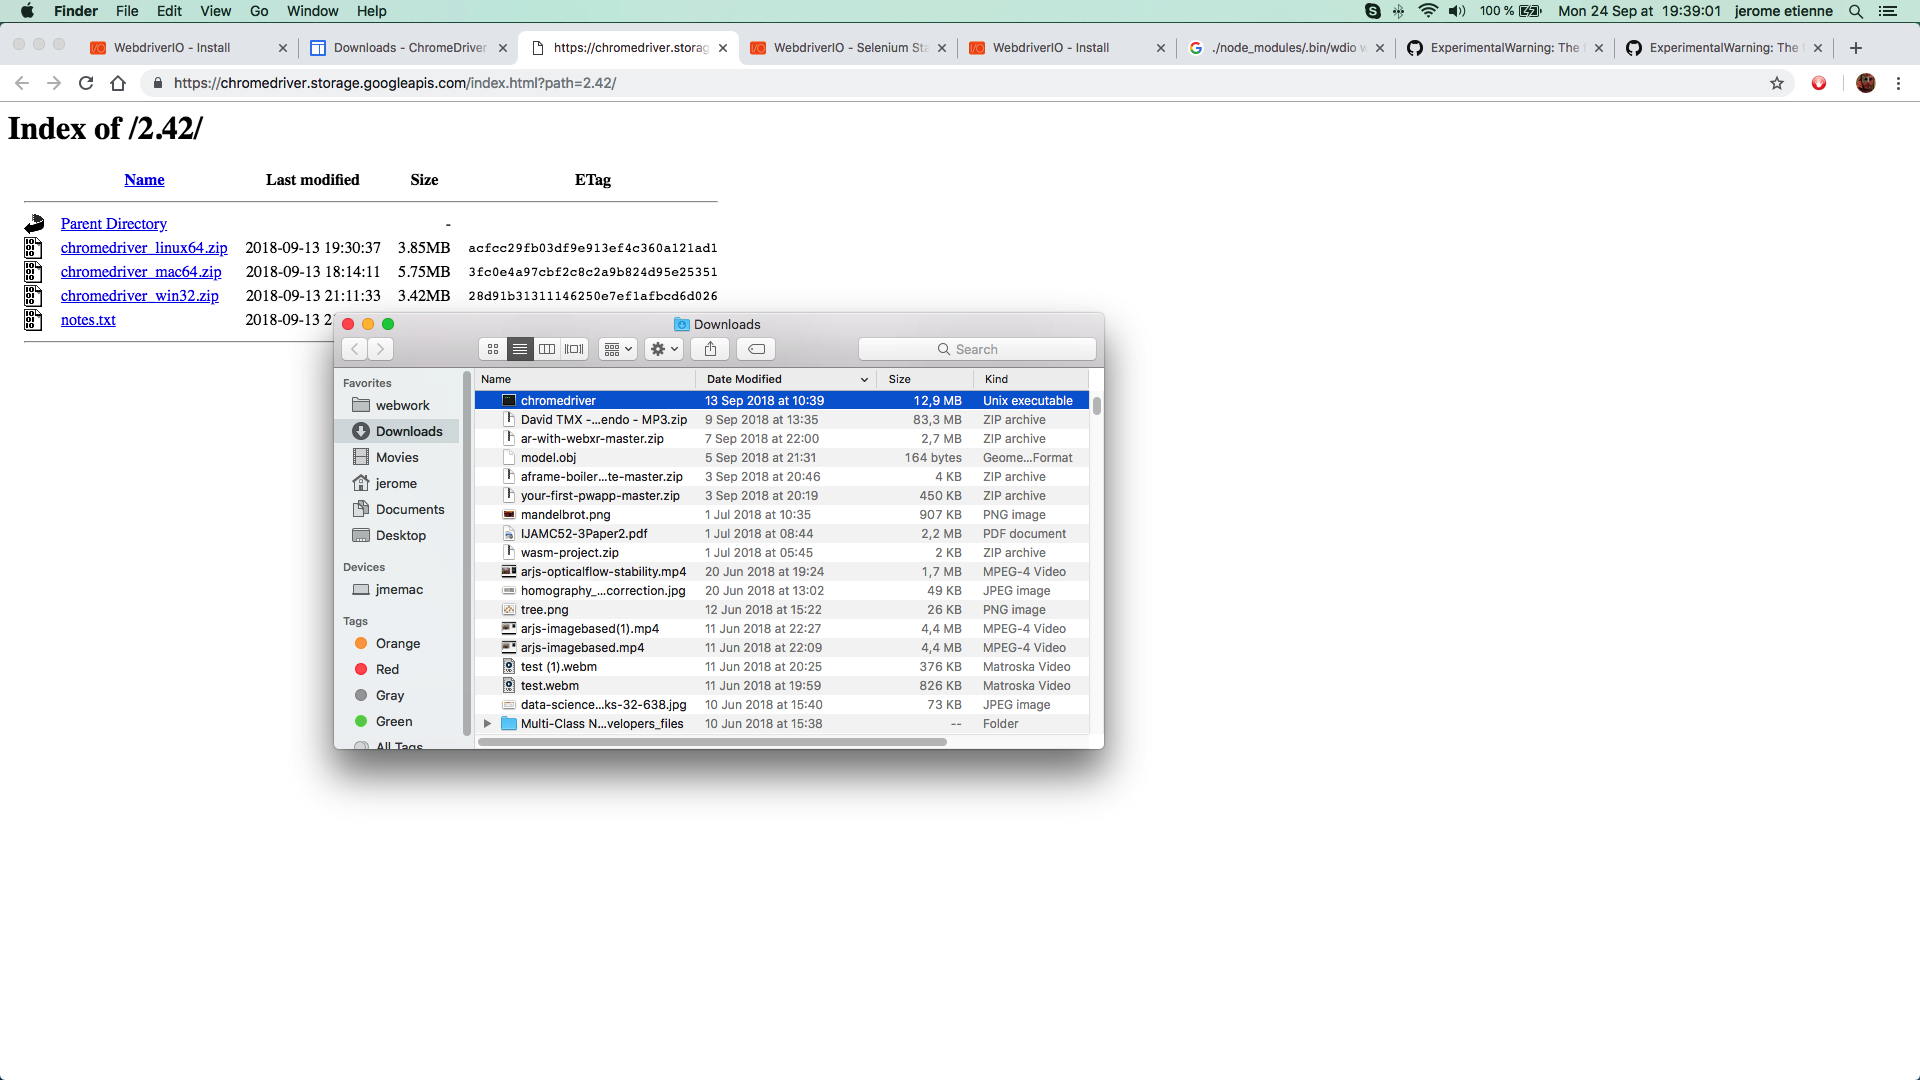 Finder File Edit View Go Window Help 100 % Mon 24 Sep at 19:39:01 jerome etienne
WebdriverIO - Install Downloads - ChromeDriver https://chromedriver.storag WebdriverIO - Selenium Sta WebdriverIO - Install ./node_modules/.bin/wdio w ExperimentalWarning: The ExperimentalWarning: The
https://chromedriver.storage.googleapis.com/index.html?path=2.42/
Index of /2.42/
Name Last modified Size ETag
Parent Directory -
chromedriver_linux64.zip 2018-09-13 19:30:37 3.85MB acfcc29fb03df9e913ef4c360a121ad1
chromedriver_mac64.zip 2018-09-13 18:14:11 5.75MB 3fc0e4a97cbf2c8c2a9b824d95e25351
chromedriver_win32.zip 2018-09-13 21:11:33 3.42MB 28d91b31311146250e7ef1afbcd6d026
notes.txt 2018-09-13 2
Downloads
Search
Favorites
webwork
Downloads
Movies
jerome
Documents
Desktop
Devices
jmemac
Tags
Orange
Red
Gray
Green
All Tags
Name Date Modified Size Kind
chromedriver 13 Sep 2018 at 10:39 12,9 MB Unix executable
David TMX -...endo - MP3.zip 9 Sep 2018 at 13:35 83,3 MB ZIP archive
ar-with-webxr-master.zip 7 Sep 2018 at 22:00 2,7 MB ZIP archive
model.obj 5 Sep 2018 at 21:31 164 bytes Geome...Format
aframe-boiler...te-master.zip 3 Sep 2018 at 20:46 4 KB ZIP archive
your-first-pwapp-master.zip 3 Sep 2018 at 20:19 450 KB ZIP archive
mandelbrot.png 1 Jul 2018 at 10:35 907 KB PNG image
IJAMC52-3Paper2.pdf 1 Jul 2018 at 08:44 2,2 MB PDF document
wasm-project.zip 1 Jul 2018 at 05:45 2 KB ZIP archive
arjs-opticalflow-stability.mp4 20 Jun 2018 at 19:24 1,7 MB MPEG-4 Video
homography_...correction.jpg 20 Jun 2018 at 13:02 49 KB JPEG image
tree.png 12 Jun 2018 at 15:22 26 KB PNG image
arjs-imagebased(1).mp4 11 Jun 2018 at 22:27 4,4 MB MPEG-4 Video
arjs-imagebased.mp4 11 Jun 2018 at 22:09 4,4 MB MPEG-4 Video
test (1).webm 11 Jun 2018 at 20:25 376 KB Matroska Video
test.webm 11 Jun 2018 at 19:59 826 KB Matroska Video
data-science...ks-32-638.jpg 10 Jun 2018 at 15:40 73 KB JPEG image
Multi-Class N...velopers_files 10 Jun 2018 at 15:38 -- Folder